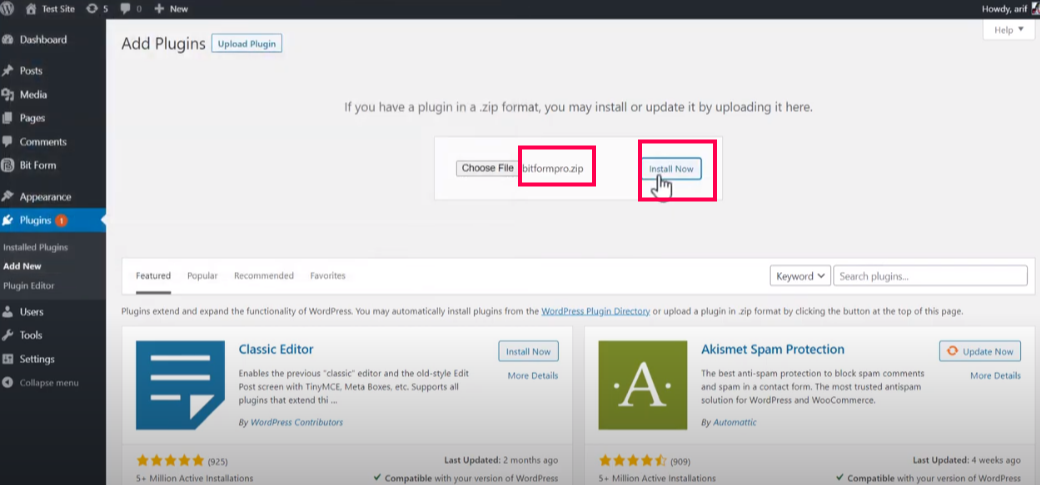 Test Site 5 0 + New Howdy, arif
Dashboard
Posts
Media
Pages
Comments
Bit Form
Appearance
Plugins 1
Installed Plugins
Add New
Plugin Editor
Users
Tools
Settings
Collapse menu
Help ▼
Add Plugins Upload Plugin
If you have a plugin in a .zip format, you may install or update it by uploading it here.
Choose File bitformpro.zip Install Now
Featured Popular Recommended Favorites Keyword Search plugins...
Plugins extend and expand the functionality of WordPress. You may automatically install plugins from the WordPress Plugin Directory or upload a plugin in .zip format by clicking the button at the top of this page.
Classic Editor
Install Now
More Details
Enables the previous "classic" editor and the old-style Edit
Post screen with TinyMCE, Meta Boxes, etc. Supports all
plugins that extend thi ...
By WordPress Contributors
(925)
5+ Million Active Installations
Last Updated: 2 months ago
✓ Compatible with your version of WordPress
Akismet Spam Protection
Update Now
More Details
The best anti-spam protection to block spam comments
and spam in a contact form. The most trusted antispam
solution for WordPress and WooCommerce.
By Automattic
(909)
5+ Million Active Installations
Last Updated: 4 weeks ago
✓ Compatible with your version of WordPress